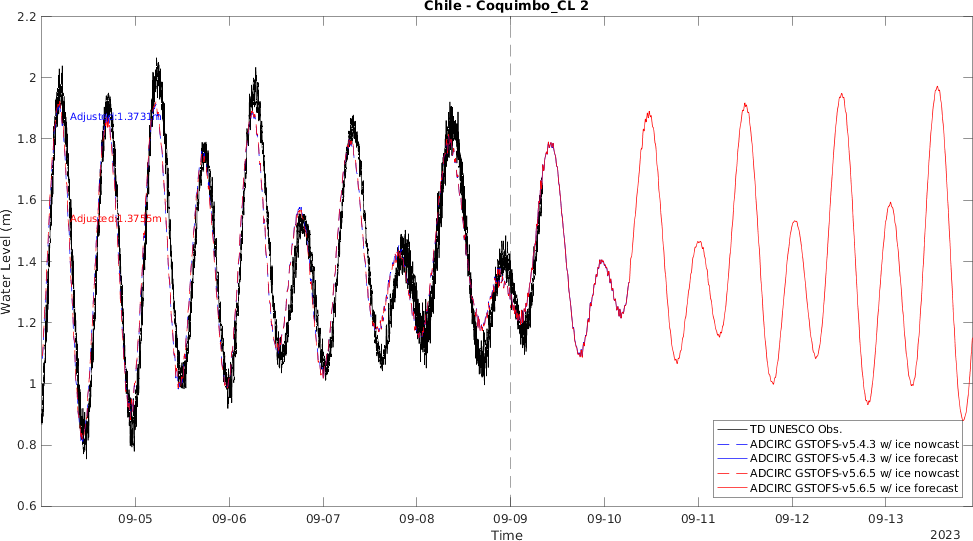 Chile - Coquimbo_CL 2
2.2
2
1.8
1.6
1.4
1.2
1
0.8
0.6
Water Level (m)
Adjusted:1.3731m
Adjusted:1.3755m
TD UNESCO Obs.
ADCIRC GSTOFS-v5.4.3 w/ ice nowcast
ADCIRC GSTOFS-v5.4.3 w/ ice forecast
ADCIRC GSTOFS-v5.6.5 w/ ice nowcast
ADCIRC GSTOFS-v5.6.5 w/ ice forecast
09-05 09-06 09-07 09-08 09-09 09-10 09-11 09-12 09-13
Time
2023